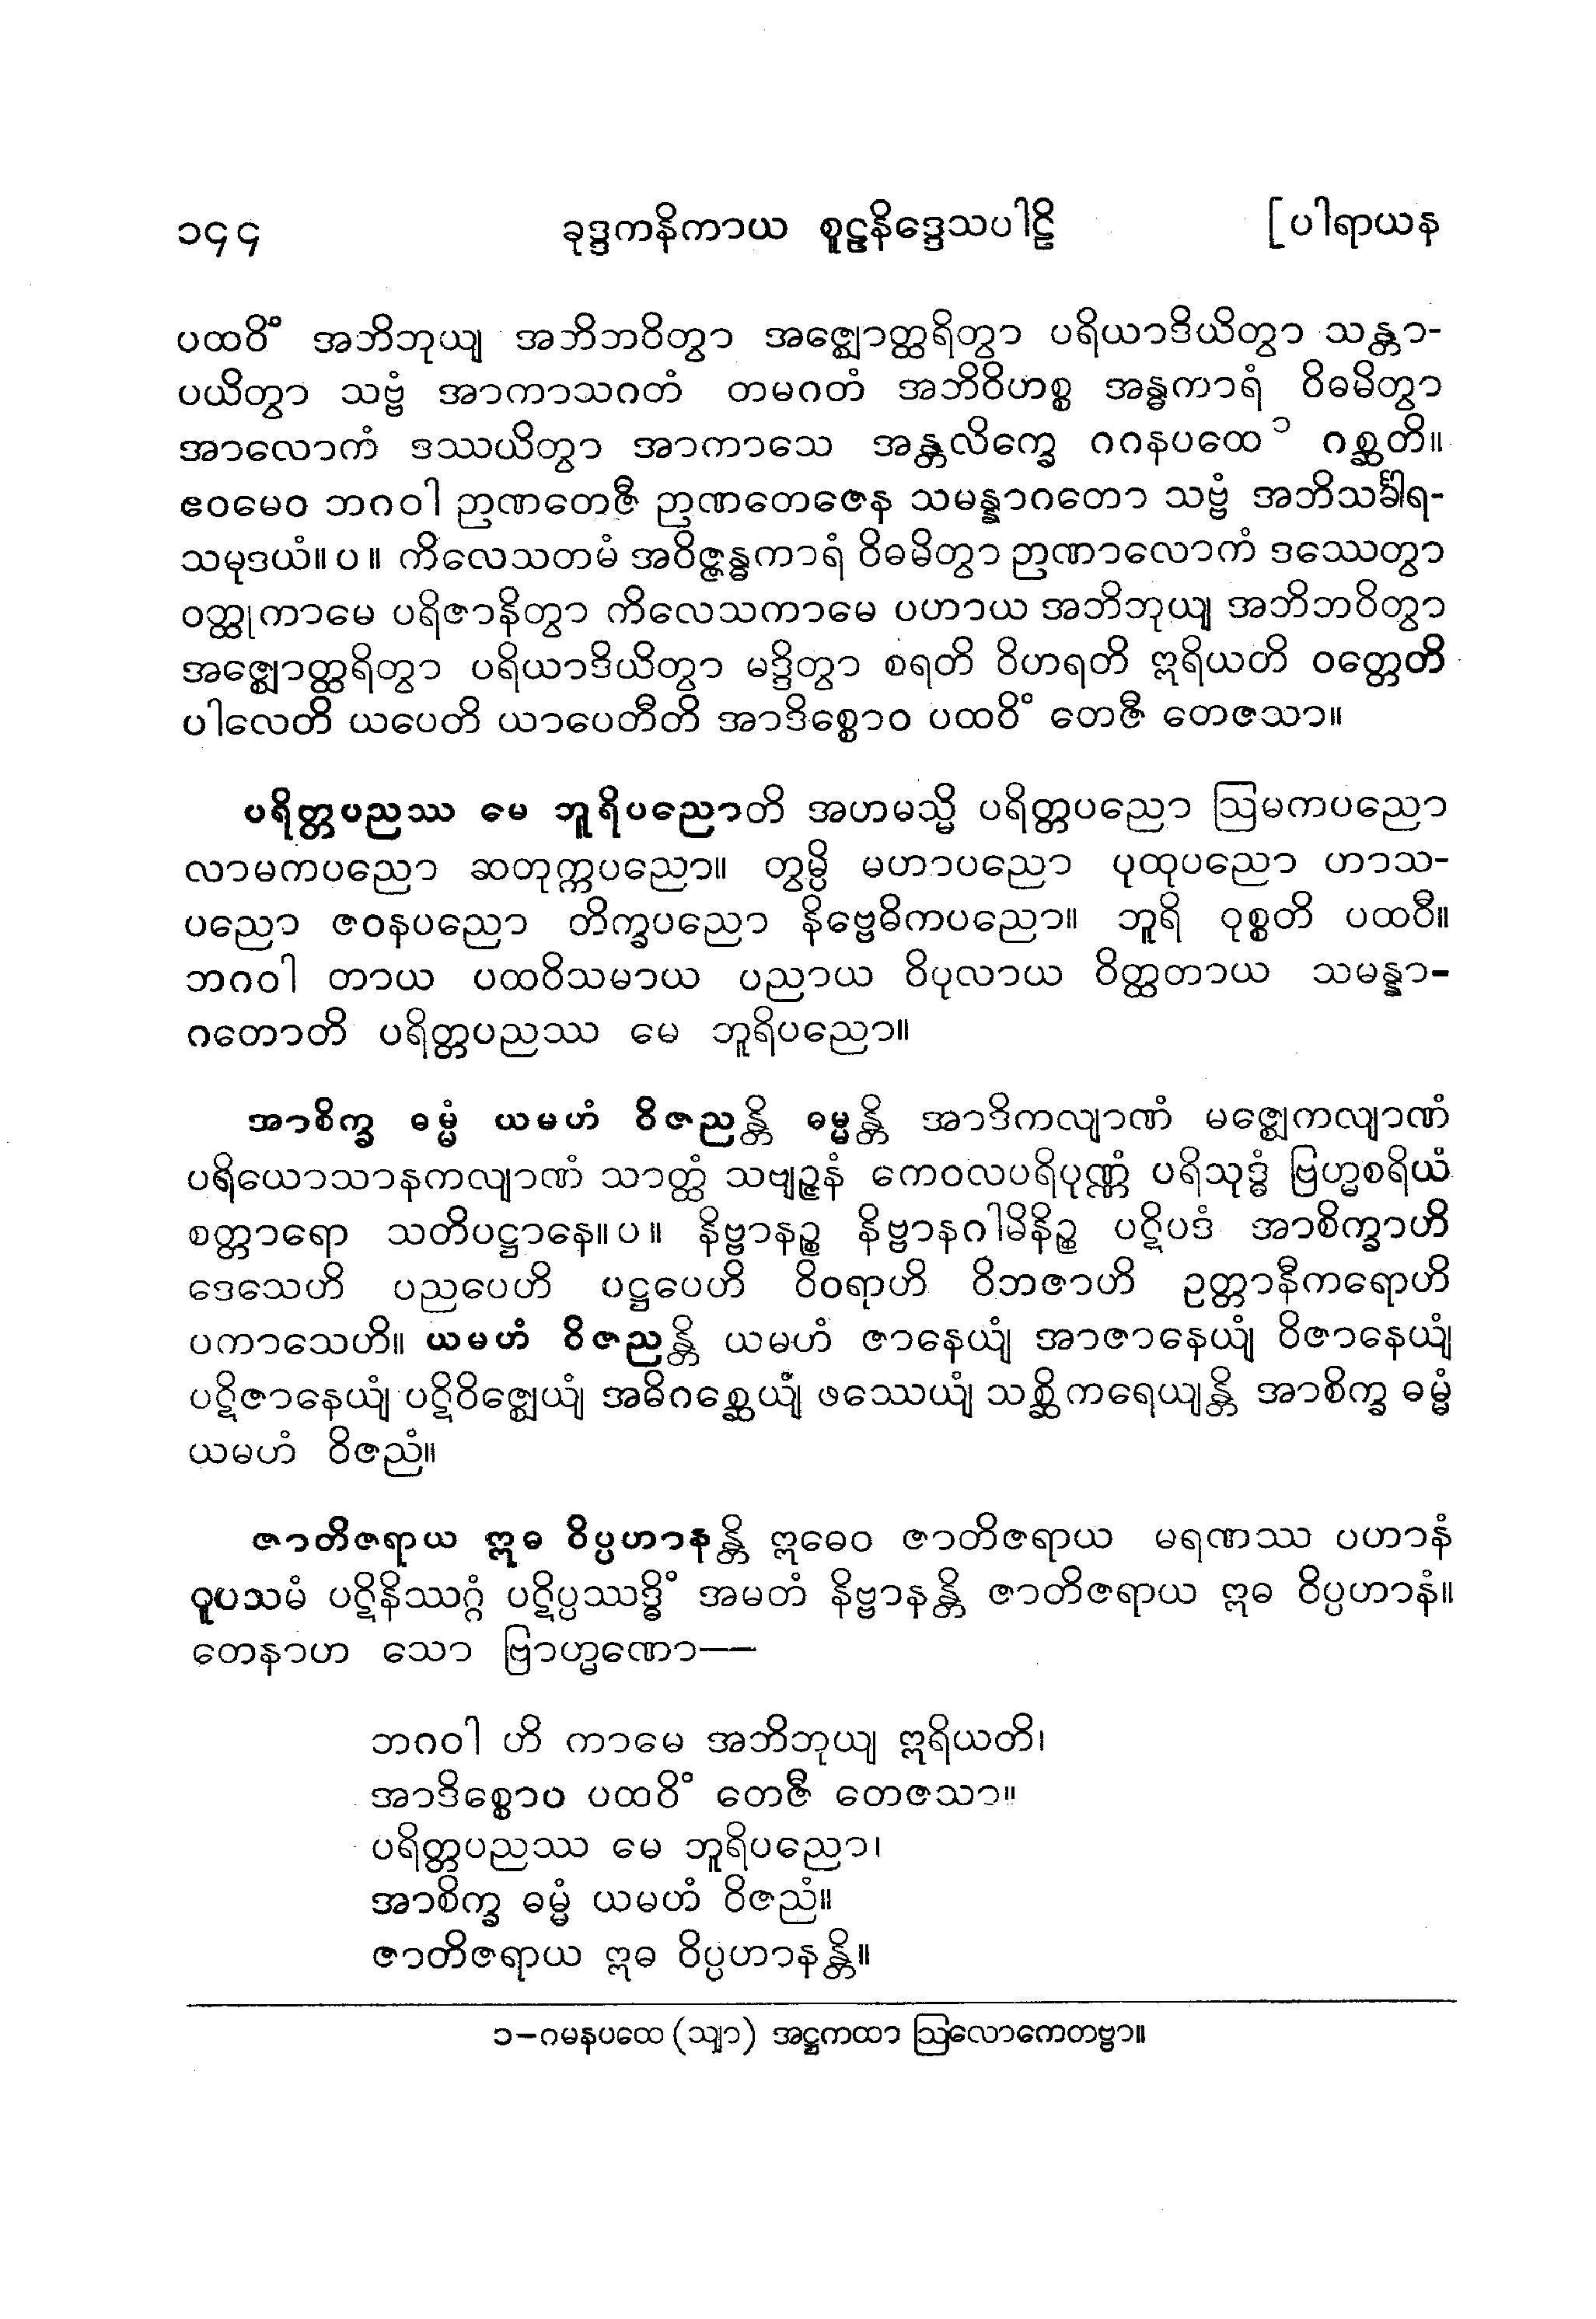 ၁၄၄ ခုဒ္ဒကနိကာယ စူဠနိဒ္ဒေသပါဠိ [ပါရာယန
ပထဝိံ အဘိဘုယျ အဘိဘဝိတွာ အဇ္ဈောတ္ထရိတွာ ပရိယာဒိယိတွာ သန္တာ-
ပယိတွာ သဗ္ဗံ အာကာသဂတံ တမဂတံ အဘိဝိဟစ္စ အန္ဓကာရံ ဝိဓမိတွာ
အာလောကံ ဒဿယိတွာ အာကာသေ အန္တလိက္ခေ ဂဂနပထေ ၁ ဂစ္ဆတိ။
ဧဝမေဝ ဘဂဝါ ဉာဏတေဇီ ဉာဏတေဇေန သမန္နာဂတော သဗ္ဗံ အဘိသင်္ခါရ-
သမုဒယံ။ပ။ ကိလေသတမံ အဝိဇ္ဇန္ဓကာရံ ဝိဓမိတွာ ဉာဏာလောကံ ဒဿေတွာ
ဝတ္ထုကာမေ ပရိဇာနိတွာ ကိလေသကာမေ ပဟာယ အဘိဘုယျ အဘိဘဝိတွာ
အဇ္ဈောတ္ထရိတွာ ပရိယာဒိယိတွာ မဒ္ဒိတွာ စရတိ ဝိဟရတိ ဣရိယတိ ဝတ္တေတိ
ပါလေတိ ယပေတိ ယာပေတီတိ အာဒိစ္စောဝ ပထဝိံ တေဇီ တေဇသာ။
ပရိတ္တပညဿ မေ ဘူရိပညောတိ အဟမသ္မိ ပရိတ္တပညော ဩမကပညော
လာမကပညော ဆတုက္ကပညော။ တွမ္ပိ မဟာပညော ပုထုပညော ဟာသ-
ပညော ဇဝနပညော တိက္ခပညော နိဗ္ဗေဓိကပညော။ ဘူရိ ဝုစ္စတိ ပထဝီ။
ဘဂဝါ တာယ ပထဝိသမာယ ပညာယ ဝိပုလာယ ဝိတ္ထတာယ သမန္နာ-
ဂတောတိ ပရိတ္တပညဿ မေ ဘူရိပညော။
အာစိက္ခ ဓမ္မံ ယမဟံ ဝိဇညန္တိ ဓမ္မန္တိ အာဒိကလျာဏံ မဇ္ဈေကလျာဏံ
ပရိယောသာနကလျာဏံ သာတ္ထံ သဗျဉ္ဇနံ ကေဝလပရိပုဏ္ဏံ ပရိသုဒ္ဓံ ဗြဟ္မစရိယံ
စတ္တာရော သတိပဋ္ဌာနေ။ပ။ နိဗ္ဗာနဉ္စ နိဗ္ဗာနဂါမိနိဉ္စ ပဋိပဒံ အာစိက္ခာဟိ
ဒေသေဟိ ပညပေဟိ ပဋ္ဌပေဟိ ဝိဝရာဟိ ဝိဘဇာဟိ ဥတ္တာနီကရောဟိ
ပကာသေဟိ။ ယမဟံ ဝိဇညန္တိ ယမဟံ ဇာနေယျံ အာဇာနေယျံ ဝိဇာနေယျံ
ပဋိဇာနေယျံ ပဋိဝိဇ္ဈေယျံ အဓိဂစ္ဆေယျံ ဖဿေယျံ သစ္ဆိကရေယျန္တိ အာစိက္ခ ဓမ္မံ
ယမဟံ ဝိဇညံ။
ဇာတိဇရာယ ဣဓ ဝိပ္ပဟာနန္တိ ဣဓေဝ ဇာတိဇရာယ မရဏဿ ပဟာနံ
ဝူပသမံ ပဋိနိဿဂ္ဂံ ပဋိပ္ပဿဒ္ဓိံ အမတံ နိဗ္ဗာနန္တိ ဇာတိဇရာယ ဣဓ ဝိပ္ပဟာနံ။
တေနာဟ သော ဗြာဟ္မဏော——
ဘဂဝါ ဟိ ကာမေ အဘိဘုယျ ဣရိယတိ၊
အာဒိစ္စောဝ ပထဝိံ တေဇီ တေဇသာ။
ပရိတ္တပညဿ မေ ဘူရိပညော၊
အာစိက္ခ ဓမ္မံ ယမဟံ ဝိဇညံ။
ဇာတိဇရာယ ဣဓ ဝိပ္ပဟာနန္တိ။
၁-ဂမနပထေ (သျာ) အဋ္ဌကထာ ဩလောကေတဗ္ဗာ။